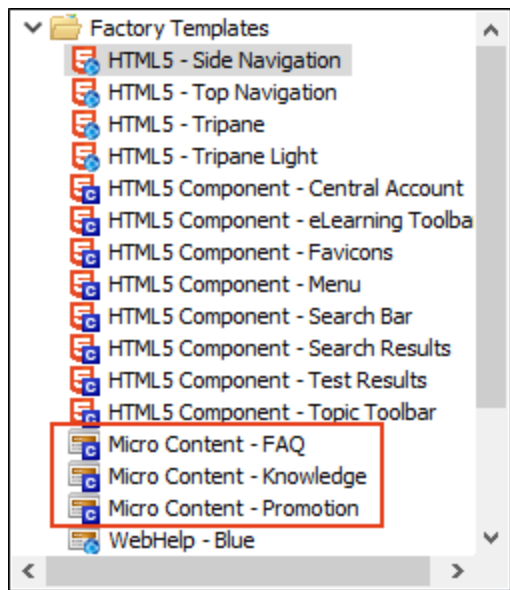 Factory Templates
HTML5 - Side Navigation
HTML5 - Top Navigation
HTML5 - Tripane
HTML5 - Tripane Light
HTML5 Component - Central Account
HTML5 Component - eLearning Toolba
HTML5 Component - Favicons
HTML5 Component - Menu
HTML5 Component - Search Bar
HTML5 Component - Search Results
HTML5 Component - Test Results
HTML5 Component - Topic Toolbar
Micro Content - FAQ
Micro Content - Knowledge
Micro Content - Promotion
WebHelp - Blue